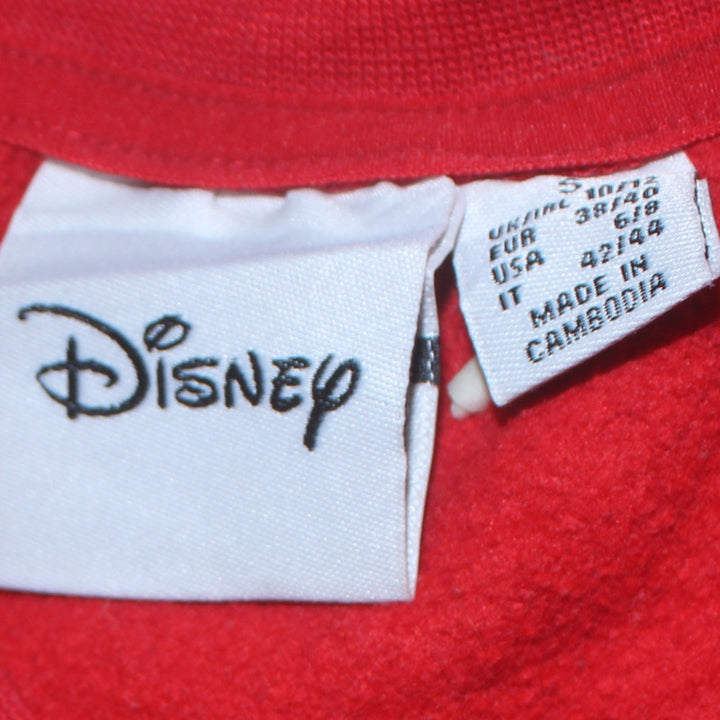 DISNEY
S
UK/IRL 10/12
EUR 38/40
USA 6/8
IT 42/44
MADE IN
CAMBODIA